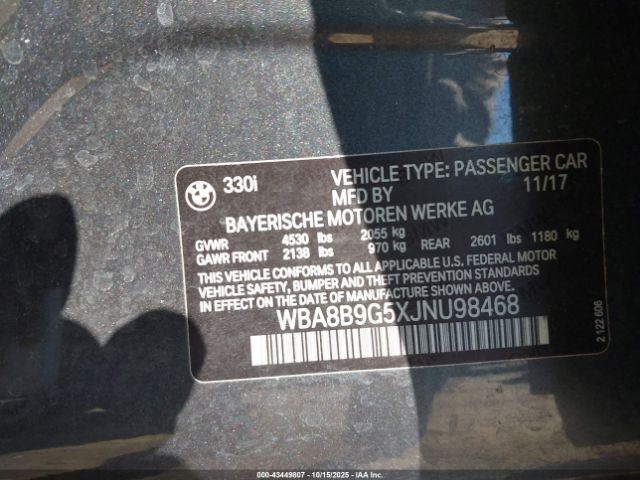 BMW
330i
VEHICLE TYPE: PASSENGER CAR
MFD BY 11/17
BAYERISCHE MOTOREN WERKE AG
GVWR 4530 lbs 2055 kg
GAWR FRONT 2138 lbs 970 kg REAR 2601 lbs 1180 kg
THIS VEHICLE CONFORMS TO ALL APPLICABLE U.S. FEDERAL MOTOR
VEHICLE SAFETY, BUMPER AND THEFT PREVENTION STANDARDS
IN EFFECT ON THE DATE OF MANUFACTURE SHOWN ABOVE.
WBA8B9G5XJNU98468
2 122 606
000-43449807 - 10/15/2025 - IAA Inc.